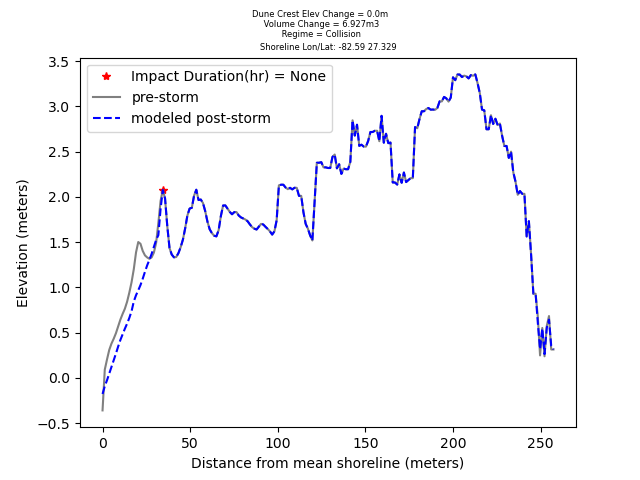 Dune Crest Elev Change = 0.0m
Volume Change = 6.927m3
Regime = Collision
Shoreline Lon/Lat: -82.59 27.329
Impact Duration(hr) = None
pre-storm
modeled post-storm
3.5
3.0
2.5
2.0
1.5
1.0
0.5
0.0
−0.5
Elevation (meters)
0 50 100 150 200 250
Distance from mean shoreline (meters)